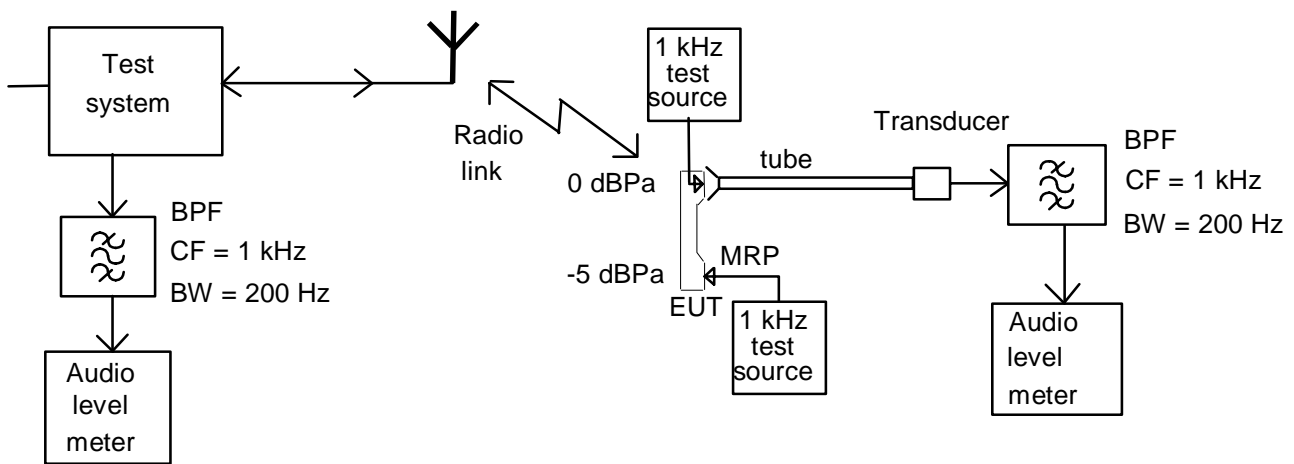 Test
system
BPF
CF = 1 kHz
BW = 200 Hz
Audio
level
meter
Radio
link
1 kHz
test
source
0 dBPa
-5 dBPa
MRP
EUT
1 kHz
test
source
tube
Transducer
BPF
CF = 1 kHz
BW = 200 Hz
Audio
level
meter